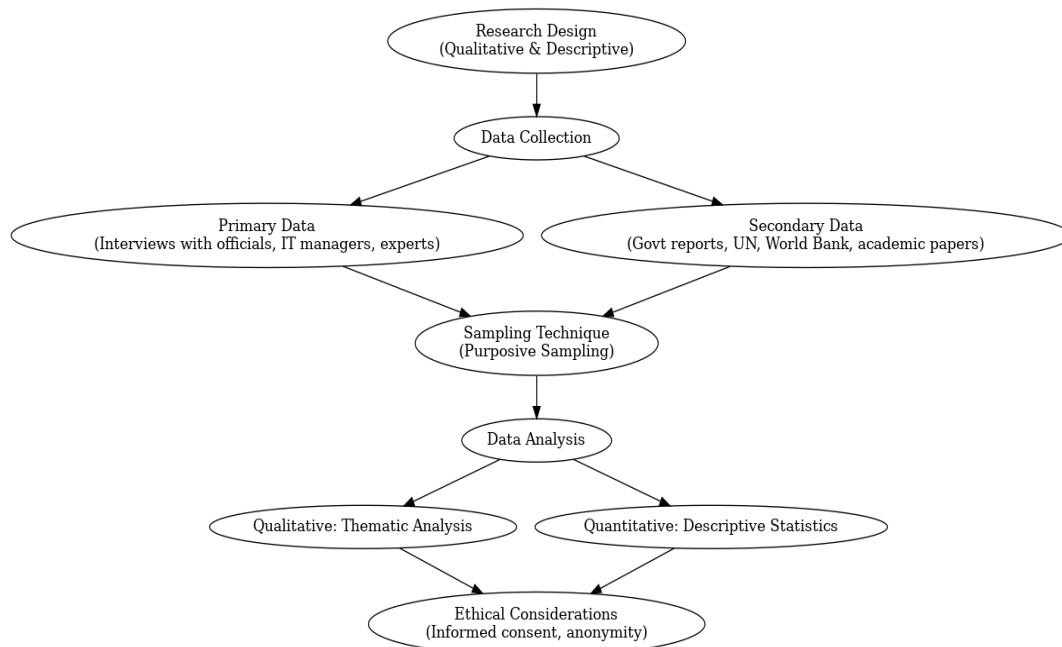 Research Design
(Qualitative & Descriptive)
Data Collection
Primary Data
(Interviews with officials, IT managers, experts)
Secondary Data
(Govt reports, UN, World Bank, academic papers)
Sampling Technique
(Purposive Sampling)
Data Analysis
Qualitative: Thematic Analysis
Quantitative: Descriptive Statistics
Ethical Considerations
(Informed consent, anonymity)